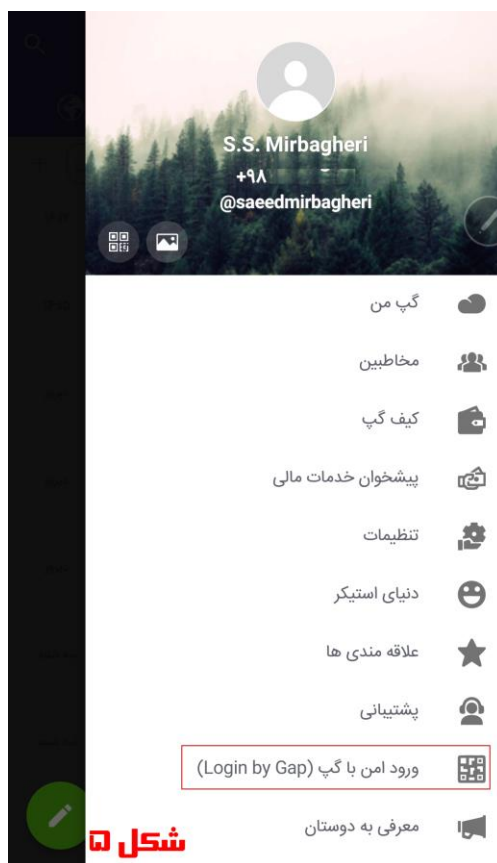 S.S. Mirbagheri
+۹۸
@saeedmirbagheri
گپ من
مخاطبین
کیف گپ
پیشخوان خدمات مالی
تنظیمات
دنیای استیکر
علاقه مندی ها
پشتیبانی
ورود امن با گپ (Login by Gap)
معرفی به دوستان
شکل ۵